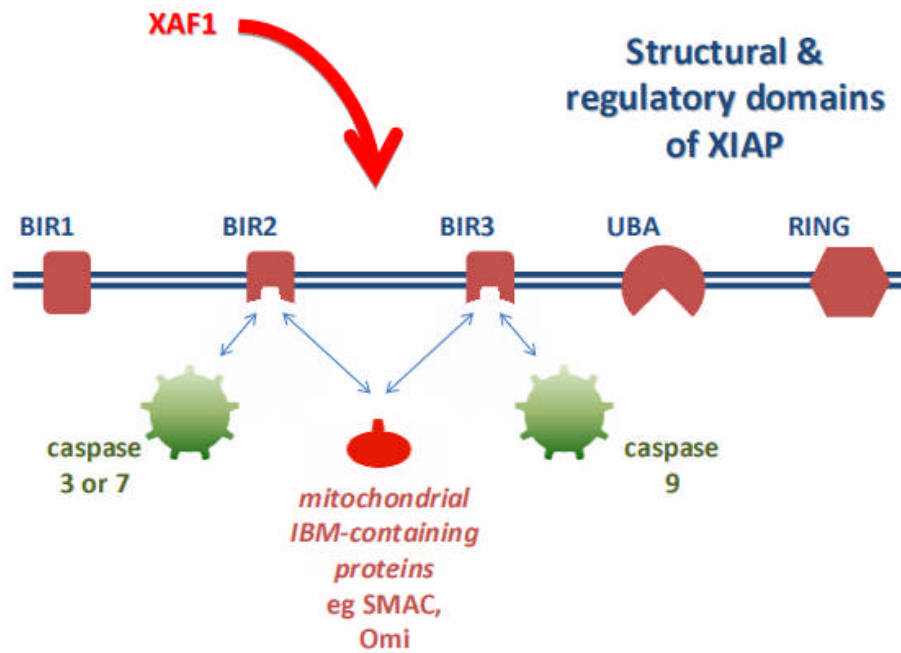 XAF1
Structural &
regulatory domains
of XIAP
BIR1
BIR2
BIR3
UBA
RING
caspase
3 or 7
mitochondrial
IBM-containing
proteins
eg SMAC,
Omi
caspase
9